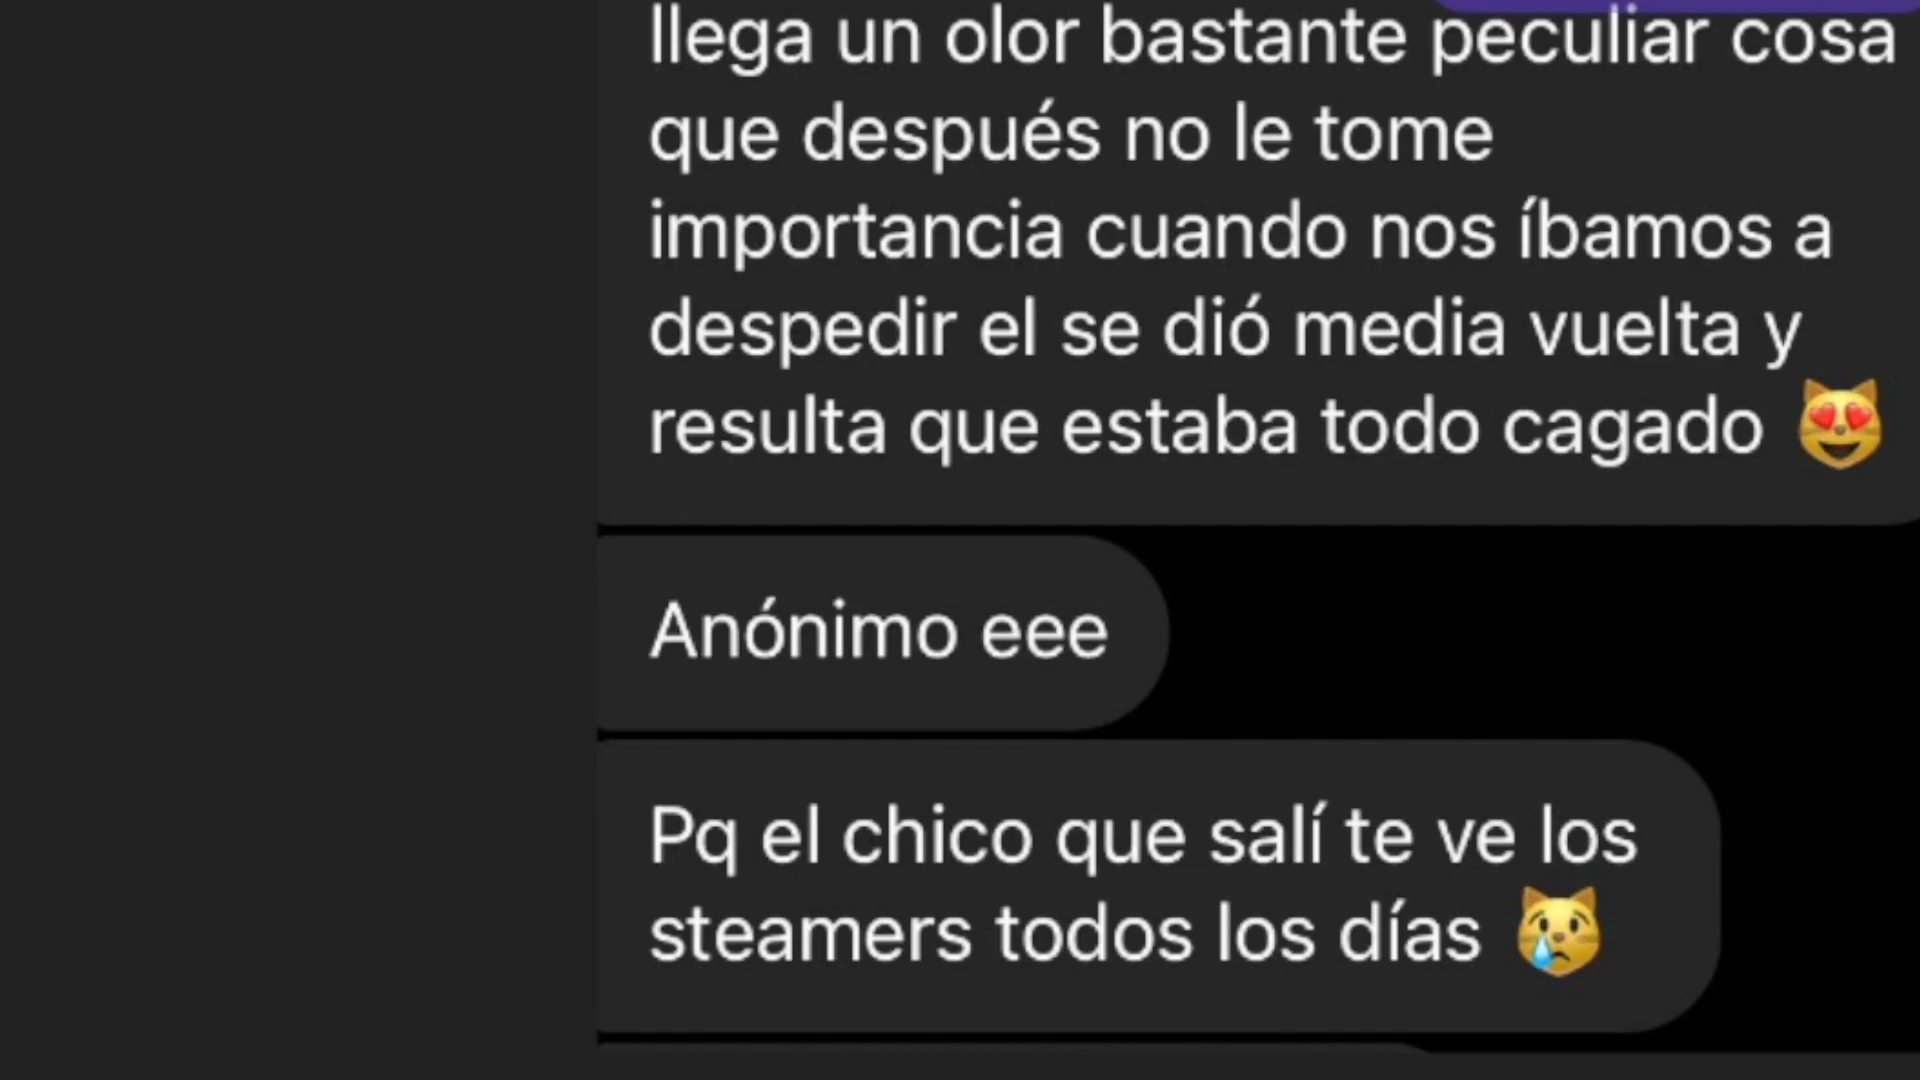 llega un olor bastante peculiar cosa
que después no le tome
importancia cuando nos íbamos a
despedir el se dió media vuelta y
resulta que estaba todo cagado 😻
Anónimo eee
Pq el chico que salí te ve los
steamers todos los días 😿